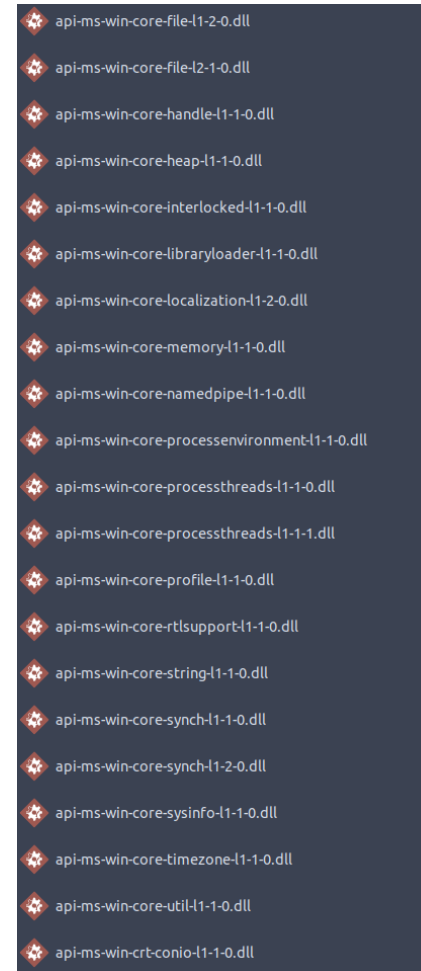 api-ms-win-core-file-l1-2-0.dll
api-ms-win-core-file-l2-1-0.dll
api-ms-win-core-handle-l1-1-0.dll
api-ms-win-core-heap-l1-1-0.dll
api-ms-win-core-interlocked-l1-1-0.dll
api-ms-win-core-libraryloader-l1-1-0.dll
api-ms-win-core-localization-l1-2-0.dll
api-ms-win-core-memory-l1-1-0.dll
api-ms-win-core-namedpipe-l1-1-0.dll
api-ms-win-core-processenvironment-l1-1-0.dll
api-ms-win-core-processthreads-l1-1-0.dll
api-ms-win-core-processthreads-l1-1-1.dll
api-ms-win-core-profile-l1-1-0.dll
api-ms-win-core-rtlsupport-l1-1-0.dll
api-ms-win-core-string-l1-1-0.dll
api-ms-win-core-synch-l1-1-0.dll
api-ms-win-core-synch-l1-2-0.dll
api-ms-win-core-sysinfo-l1-1-0.dll
api-ms-win-core-timezone-l1-1-0.dll
api-ms-win-core-util-l1-1-0.dll
api-ms-win-crt-conio-l1-1-0.dll